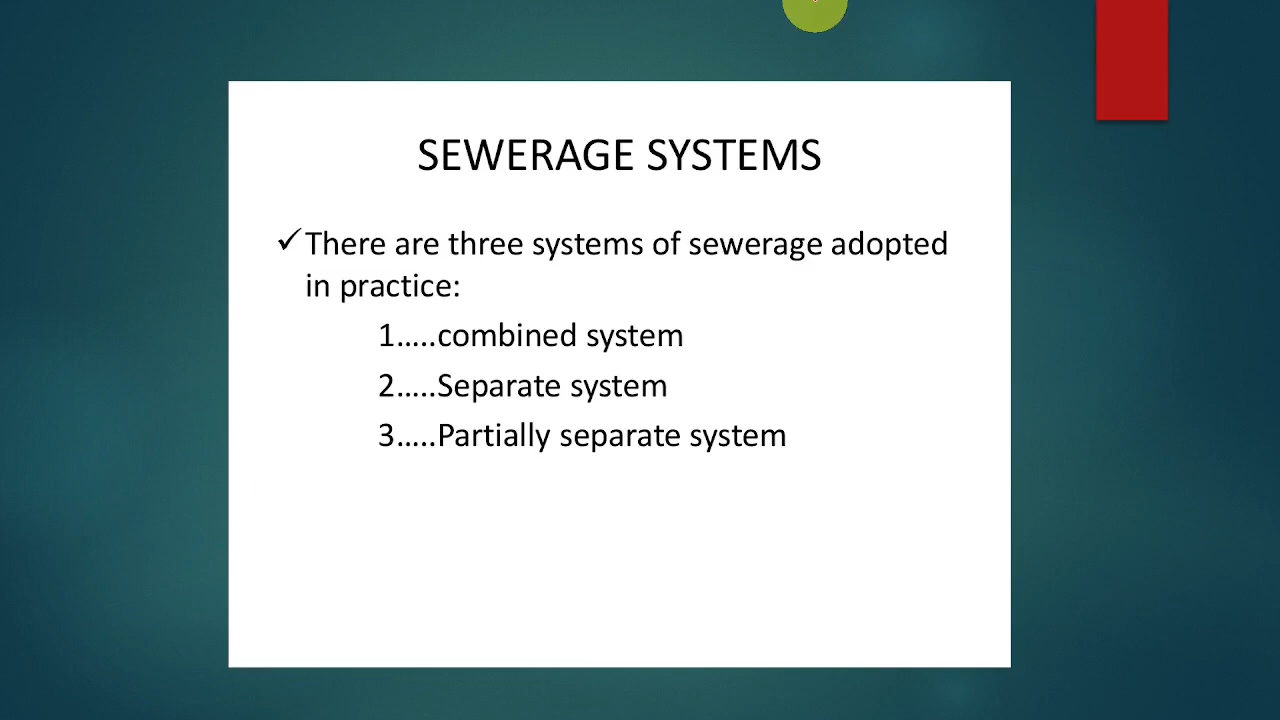 SEWERAGE SYSTEMS
✓There are three systems of sewerage adopted
in practice:
1.....combined system
2.....Separate system
3.....Partially separate system